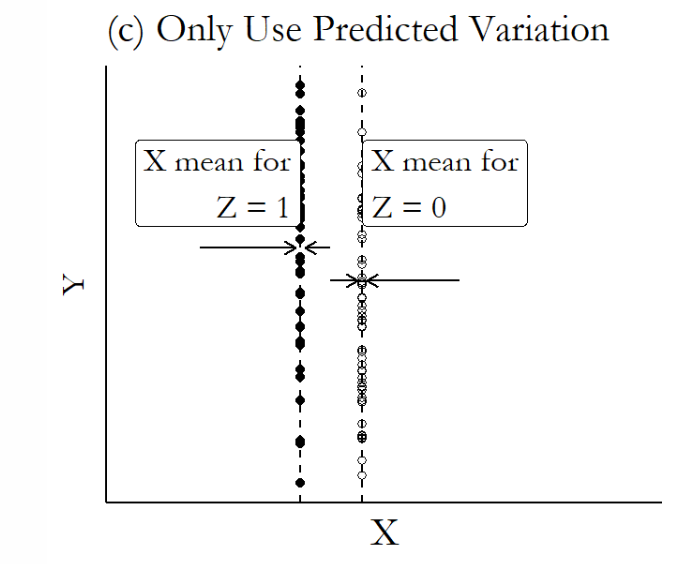 (c) Only Use Predicted Variation
X mean for
Z = 1
X mean for
Z = 0
Y
X